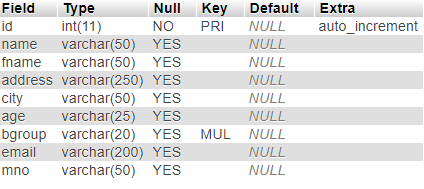 Field Type Null Key Default Extra
id int(11) NO PRI NULL auto_increment
name varchar(50) YES NULL
fname varchar(50) YES NULL
address varchar(250) YES NULL
city varchar(50) YES NULL
age varchar(25) YES NULL
bgroup varchar(20) YES MUL NULL
email varchar(200) YES NULL
mno varchar(50) YES NULL